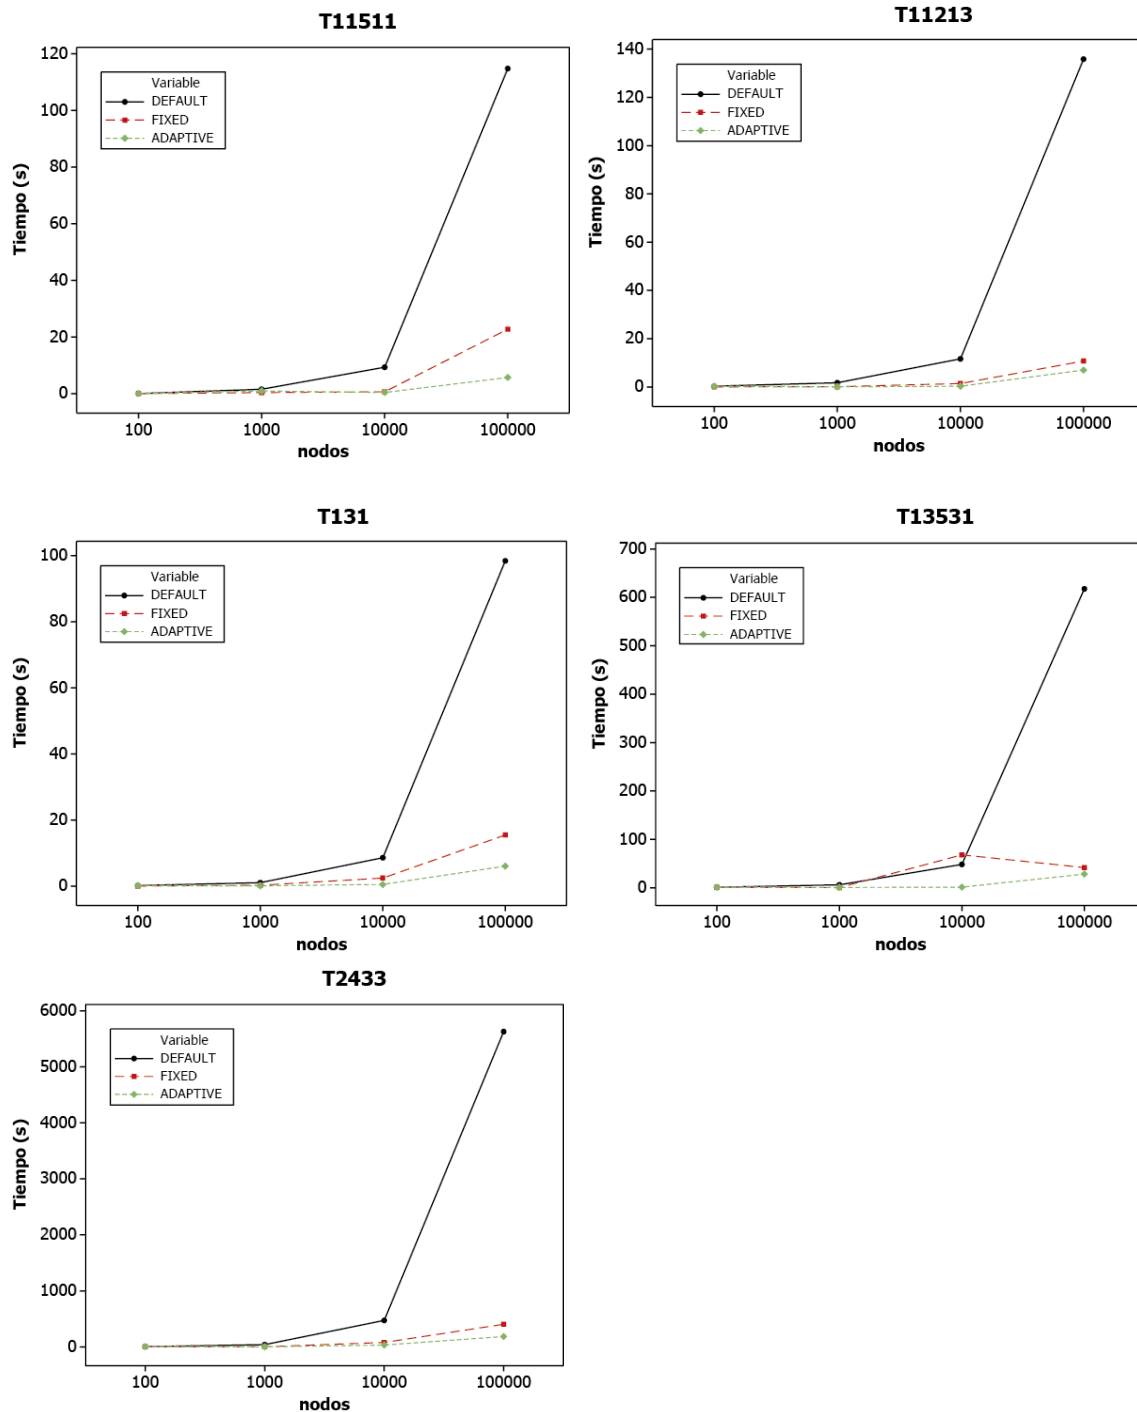 T11511
120
100
80
60
40
20
0
Tiempo (s)
Variable
DEFAULT
FIXED
ADAPTIVE
100 1000 10000 100000
nodos
T11213
140
120
100
80
60
40
20
0
Tiempo (s)
Variable
DEFAULT
FIXED
ADAPTIVE
100 1000 10000 100000
nodos
T131
100
80
60
40
20
0
Tiempo (s)
Variable
DEFAULT
FIXED
ADAPTIVE
100 1000 10000 100000
nodos
T13531
700
600
500
400
300
200
100
0
Tiempo (s)
Variable
DEFAULT
FIXED
ADAPTIVE
100 1000 10000 100000
nodos
T2433
6000
5000
4000
3000
2000
1000
0
Tiempo (s)
Variable
DEFAULT
FIXED
ADAPTIVE
100 1000 10000 100000
nodos